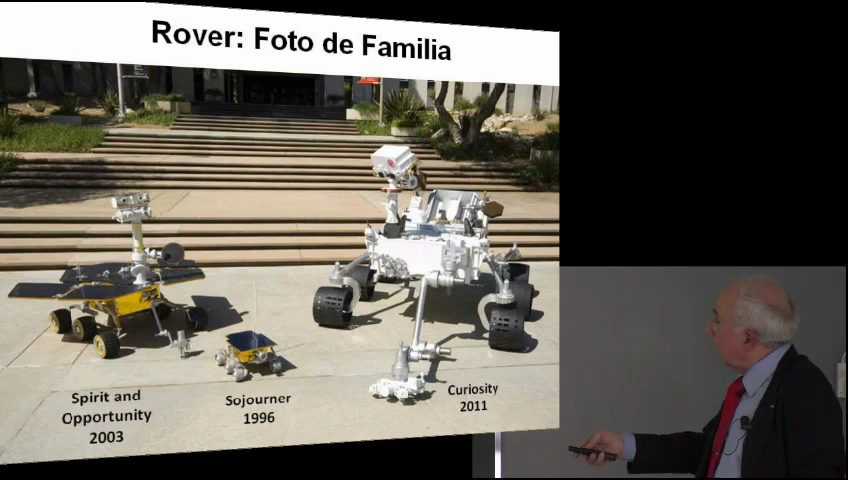 Rover: Foto de Familia
Spirit and
Opportunity
2003
Sojourner
1996
Curiosity
2011